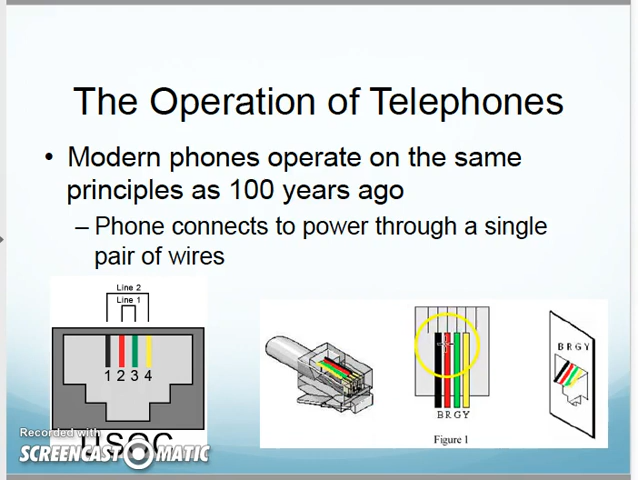 The Operation of Telephones
• Modern phones operate on the same
principles as 100 years ago
– Phone connects to power through a single
pair of wires
Line 2
Line 1
1 2 3 4
USOC
B R G Y
Figure 1
B R G Y
Recorded with
SCREENCAST MATIC